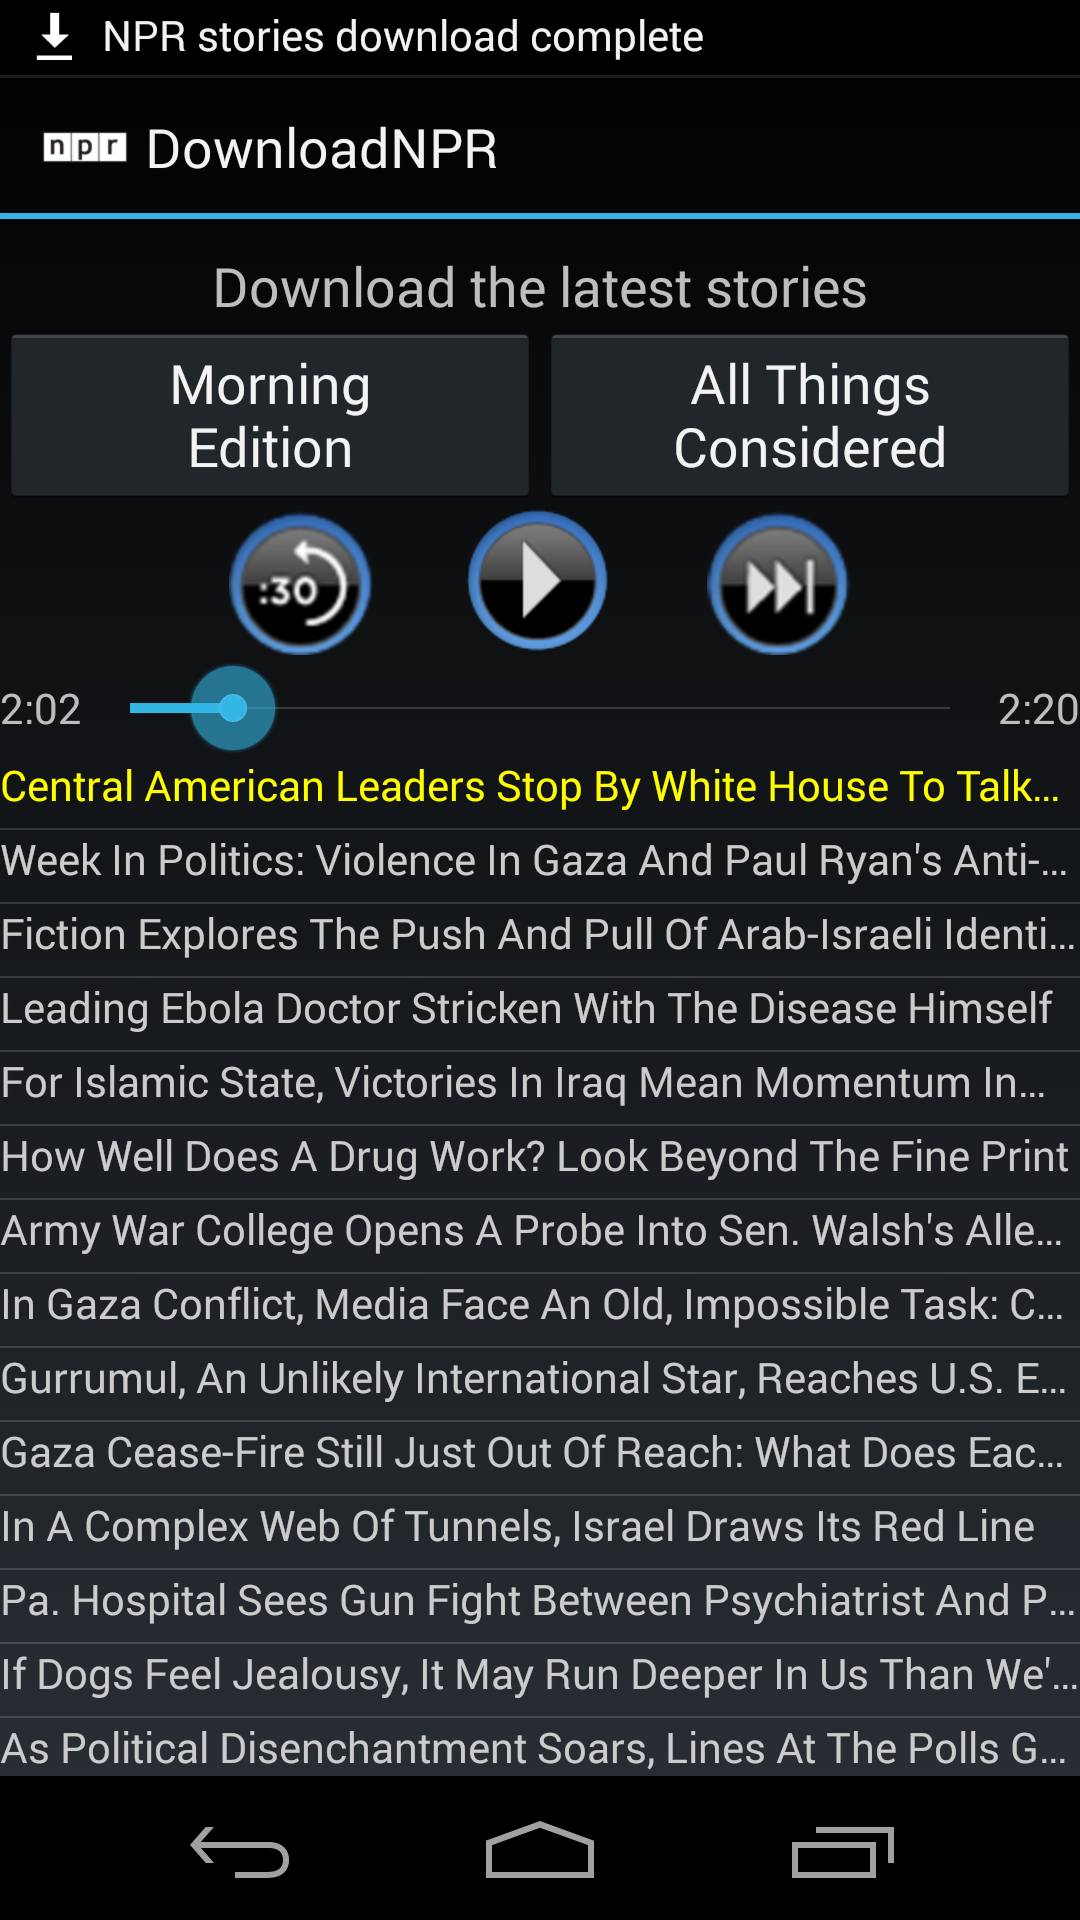 NPR stories download complete
npr DownloadNPR
Download the latest stories
Morning
Edition
All Things
Considered
:30
2:02
2:20
Central American Leaders Stop By White House To Talk...
Week In Politics: Violence In Gaza And Paul Ryan's Anti-...
Fiction Explores The Push And Pull Of Arab-Israeli Identi...
Leading Ebola Doctor Stricken With The Disease Himself
For Islamic State, Victories In Iraq Mean Momentum In...
How Well Does A Drug Work? Look Beyond The Fine Print
Army War College Opens A Probe Into Sen. Walsh's Alle...
In Gaza Conflict, Media Face An Old, Impossible Task: C...
Gurrumul, An Unlikely International Star, Reaches U.S. E...
Gaza Cease-Fire Still Just Out Of Reach: What Does Eac...
In A Complex Web Of Tunnels, Israel Draws Its Red Line
Pa. Hospital Sees Gun Fight Between Psychiatrist And P...
If Dogs Feel Jealousy, It May Run Deeper In Us Than We'...
As Political Disenchantment Soars, Lines At The Polls G...